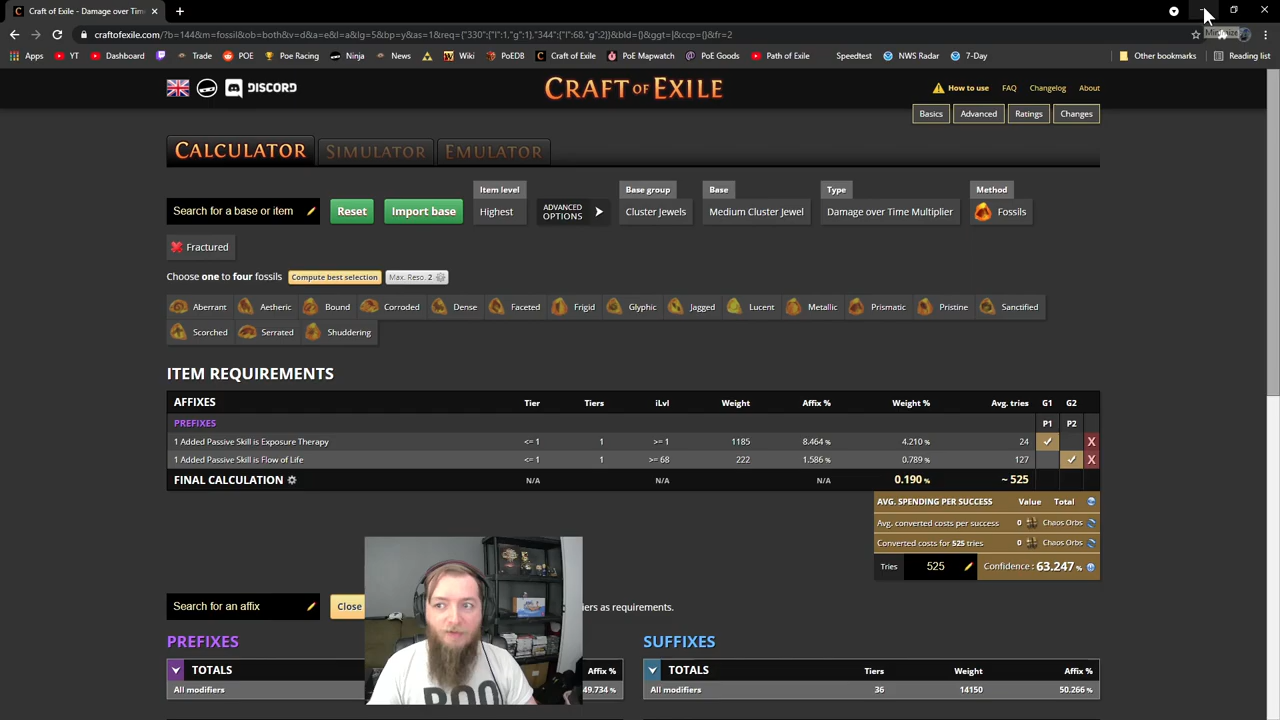 Craft of Exile - Damage over Tim
craftofexile.com/?b=144&m=fossil&ob=both&v=d&a=e&l=a&lg=5&bp=y&as=1&req={"330":{"l":1,"g":1},"344":{"l":68,"g":2}}&bld={}&ggt=|&ccp={}&fr=2
Minimize
Apps YT Dashboard Trade POE Poe Racing Ninja News Wiki PoEDB Craft of Exile PoE Mapwatch PoE Goods Path of Exile Speedtest NWS Radar 7-Day Other bookmarks Reading list
DISCORD
CRAFT OF EXILE
How to use FAQ Changelog About
Basics Advanced Ratings Changes
CALCULATOR SIMULATOR EMULATOR
Item level Base group Base Type Method
Search for a base or item Reset Import base Highest ADVANCED OPTIONS Cluster Jewels Medium Cluster Jewel Damage over Time Multiplier Fossils
Fractured
Choose one to four fossils Compute best selection Max. Reso. 2
Aberrant Aetheric Bound Corroded Dense Faceted Frigid Glyphic Jagged Lucent Metallic Prismatic Pristine Sanctified
Scorched Serrated Shuddering
ITEM REQUIREMENTS
AFFIXES Tier Tiers iLvl Weight Affix % Weight % Avg. tries G1 G2
PREFIXES P1 P2
1 Added Passive Skill is Exposure Therapy <= 1 1 >= 1 1185 8.464 % 4.210 % 24 X
1 Added Passive Skill is Flow of Life <= 1 1 >= 68 222 1.586 % 0.789 % 127 X
FINAL CALCULATION N/A N/A N/A 0.190 % ~ 525
AVG. SPENDING PER SUCCESS Value Total
Avg. converted costs per success 0 Chaos Orbs
Converted costs for 525 tries 0 Chaos Orbs
Tries 525 Confidence : 63.247 %
Search for an affix Close iers as requirements.
PREFIXES SUFFIXES
TOTALS Affix % TOTALS Tiers Weight Affix %
All modifiers 49.734 % All modifiers 36 14150 50.266 %
BOO